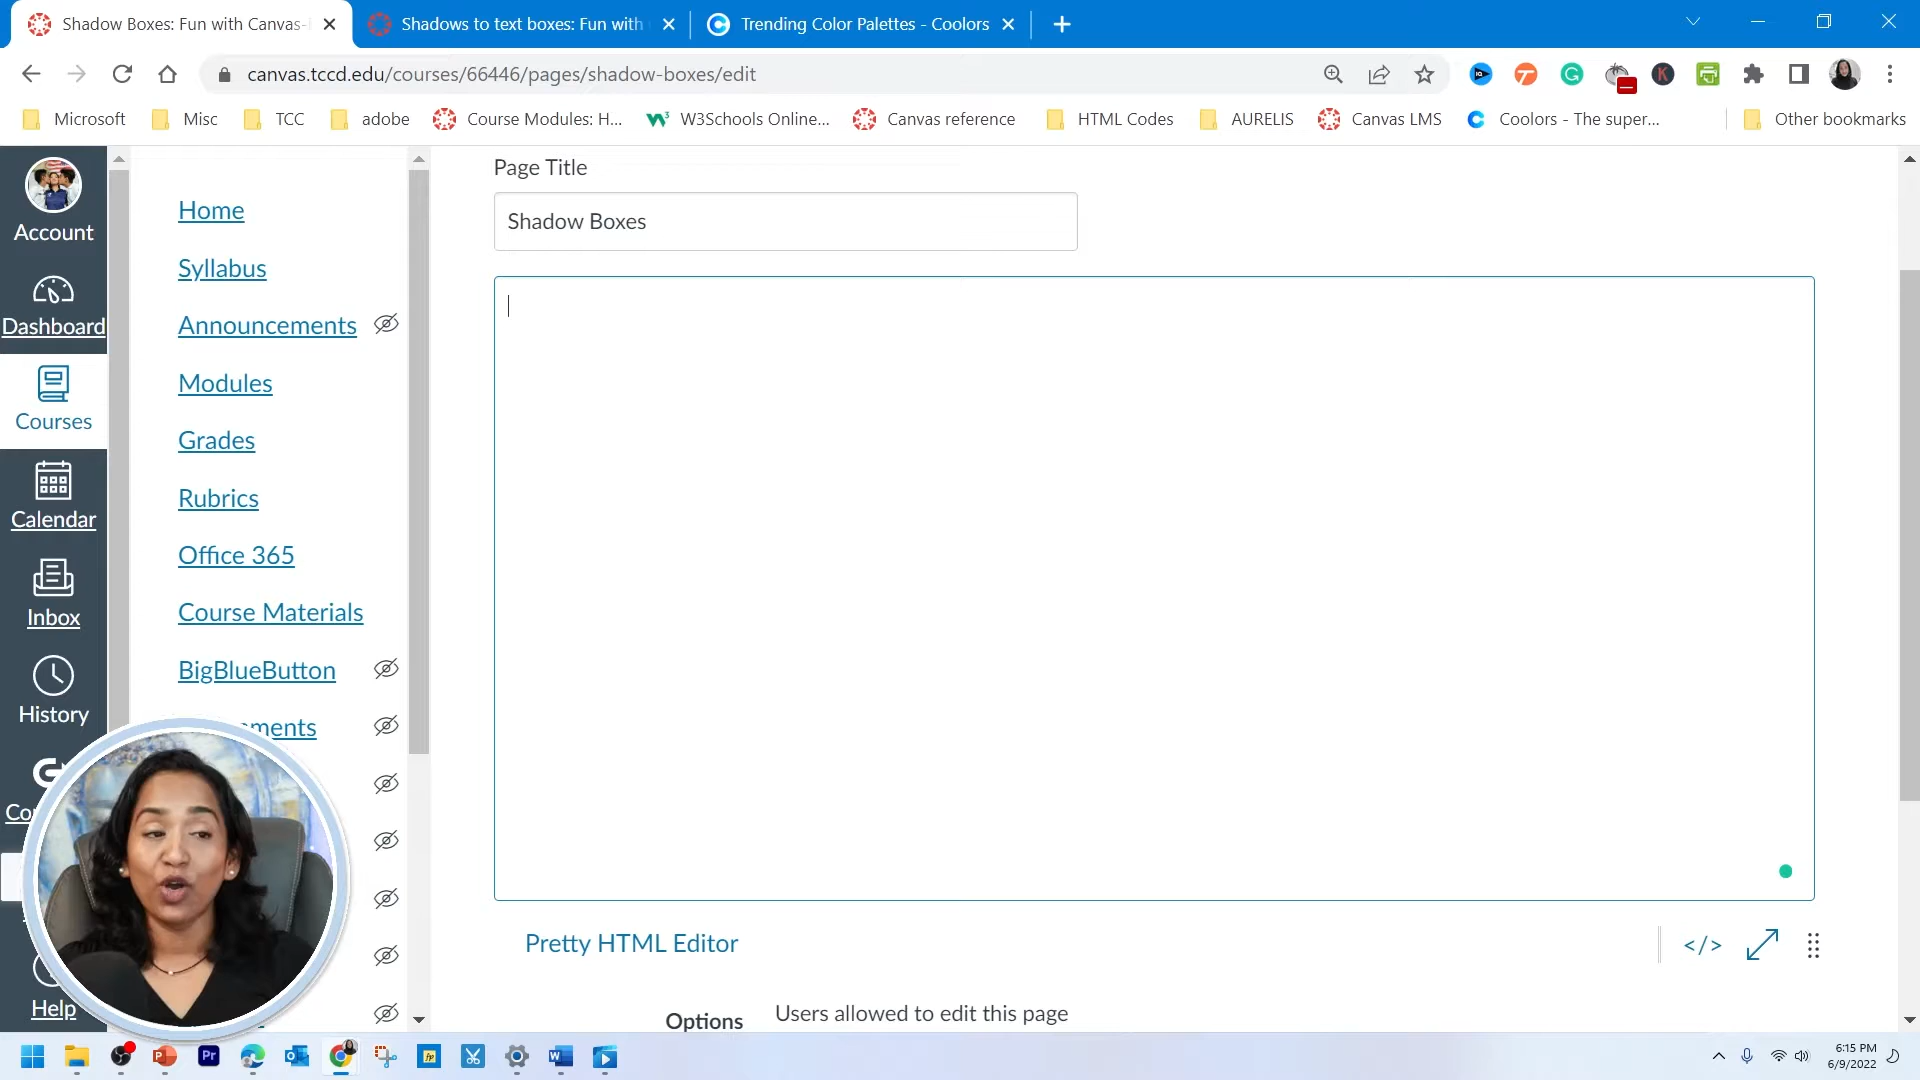 Shadow Boxes: Fun with Canvas-
Shadows to text boxes: Fun with
Trending Color Palettes - Coolors
canvas.tccd.edu/courses/66446/pages/shadow-boxes/edit
Microsoft
Misc
TCC
adobe
Course Modules: H...
W3Schools Online...
Canvas reference
HTML Codes
AURELIS
Canvas LMS
Coolors - The super...
Other bookmarks
Account
Dashboard
Courses
Calendar
Inbox
History
Co
Help
Home
Syllabus
Announcements
Modules
Grades
Rubrics
Office 365
Course Materials
BigBlueButton
nments
Page Title
Shadow Boxes
Pretty HTML Editor
</>
Options
Users allowed to edit this page
6:15 PM
6/9/2022